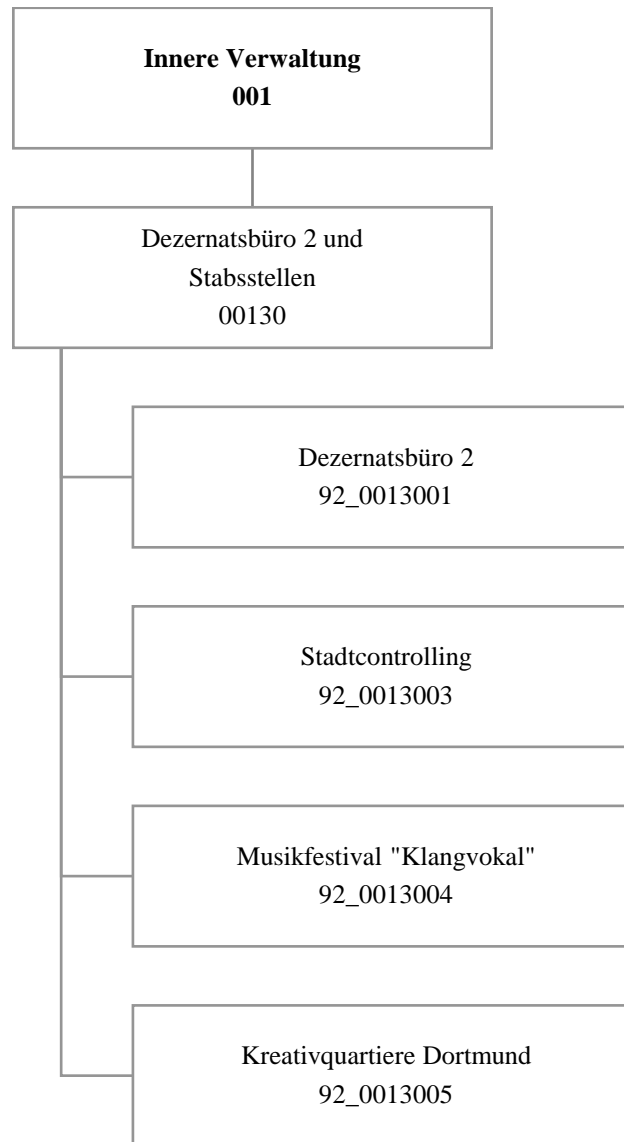 Innere Verwaltung
001
Dezernatsbüro 2 und
Stabsstellen
00130
Dezernatsbüro 2
92_0013001
Stadtcontrolling
92_0013003
Musikfestival "Klangvokal"
92_0013004
Kreativquartiere Dortmund
92_0013005